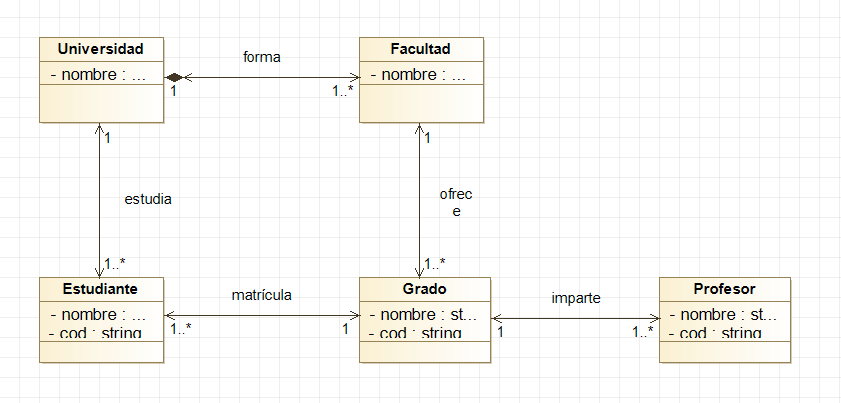 Universidad
- nombre : ...
forma
1
1..*
Facultad
- nombre : ...
1
estudia
1..*
1
ofrec
e
1..*
Estudiante
- nombre : ...
- cod : string
matrícula
1..*
1
Grado
- nombre : st...
- cod : string
imparte
1
1..*
Profesor
- nombre : st...
- cod : string